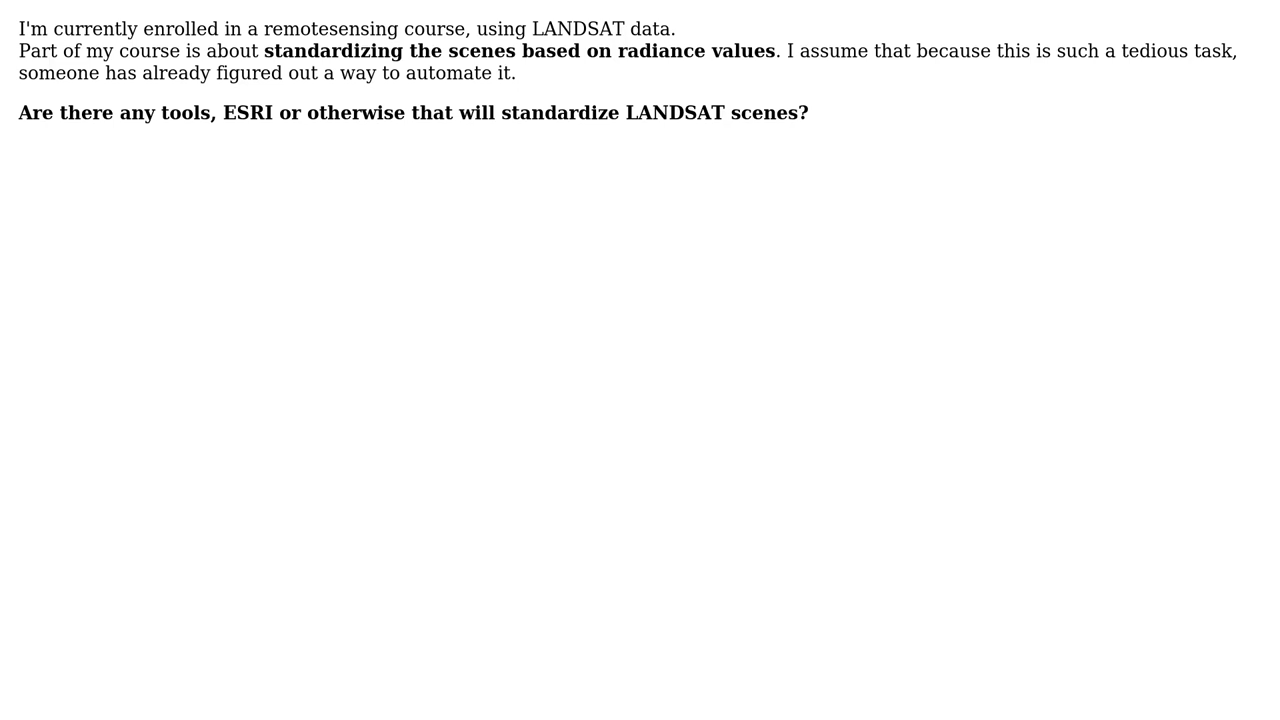 I'm currently enrolled in a remotesensing course, using LANDSAT data.
Part of my course is about standardizing the scenes based on radiance values. I assume that because this is such a tedious task,
someone has already figured out a way to automate it.
Are there any tools, ESRI or otherwise that will standardize LANDSAT scenes?